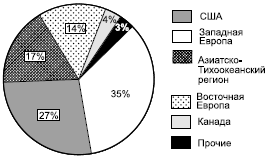 14%
4%
3%
17%
35%
27%
США
Западная
Европа
Азиатско-
Тихоокеанский
регион
Восточная
Европа
Канада
Прочие